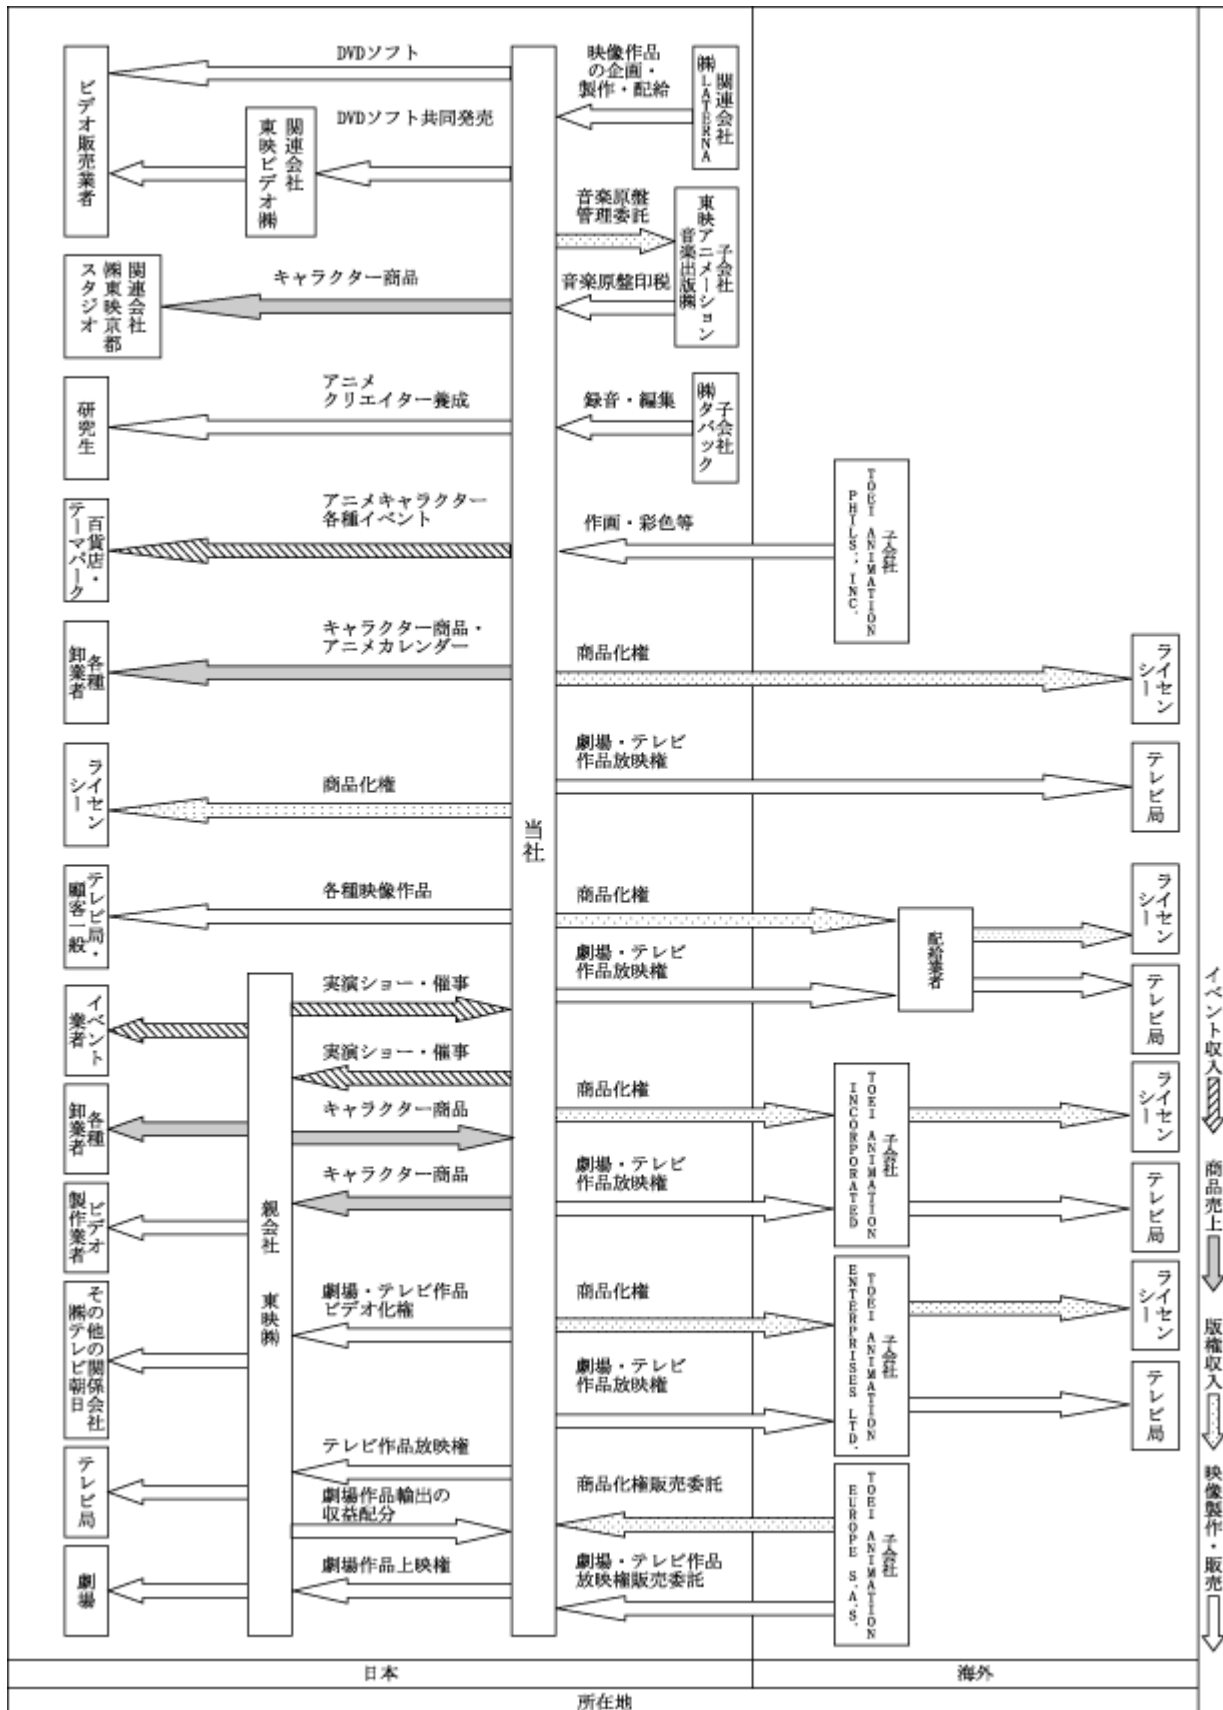 DVDソフト
ビデオ販売業者
DVDソフト共同発売
関連会社
東映ビデオ㈱
関連会社
㈱東映京都
スタジオ
キャラクター商品
研究生
アニメ
クリエイター養成
百貨店・
テーマパーク
アニメキャラクター
各種イベント
各種
卸業者
キャラクター商品・
アニメカレンダー
ライセン
シー
商品化権
テレビ局・
顧客一般
各種映像作品
イベント
業者
実演ショー・催事
実演ショー・催事
各種
卸業者
キャラクター商品
キャラクター商品
ビデオ
製作業者
親会社 東映㈱
その他の関係会社
㈱テレビ朝日
劇場・テレビ作品
ビデオ化権
テレビ局
テレビ作品放映権
劇場作品輸出の
収益配分
劇場
劇場作品上映権
当社
映像作品
の企画・
製作・配給
関連会社
㈱LATERNA
音楽原盤
管理委託
音楽原盤印税
子会社
東映アニメーション
音楽出版㈱
録音・編集
子会社
㈱タバック
作画・彩色等
子会社
TOEI ANIMATION
PHILS., INC.
商品化権
ライセン
シー
劇場・テレビ
作品放映権
テレビ局
商品化権
劇場・テレビ
作品放映権
配給業者
ライセン
シー
テレビ局
商品化権
劇場・テレビ
作品放映権
子会社
TOEI ANIMATION
INCORPORATED
ライセン
シー
テレビ局
商品化権
劇場・テレビ
作品放映権
子会社
TOEI ANIMATION
ENTERPRISES LTD.
ライセン
シー
テレビ局
商品化権販売委託
劇場・テレビ作品
放映権販売委託
子会社
TOEI ANIMATION
EUROPE S.A.S.
イベント収入
商品売上
版権収入
映像製作・販売
日本
海外
所在地